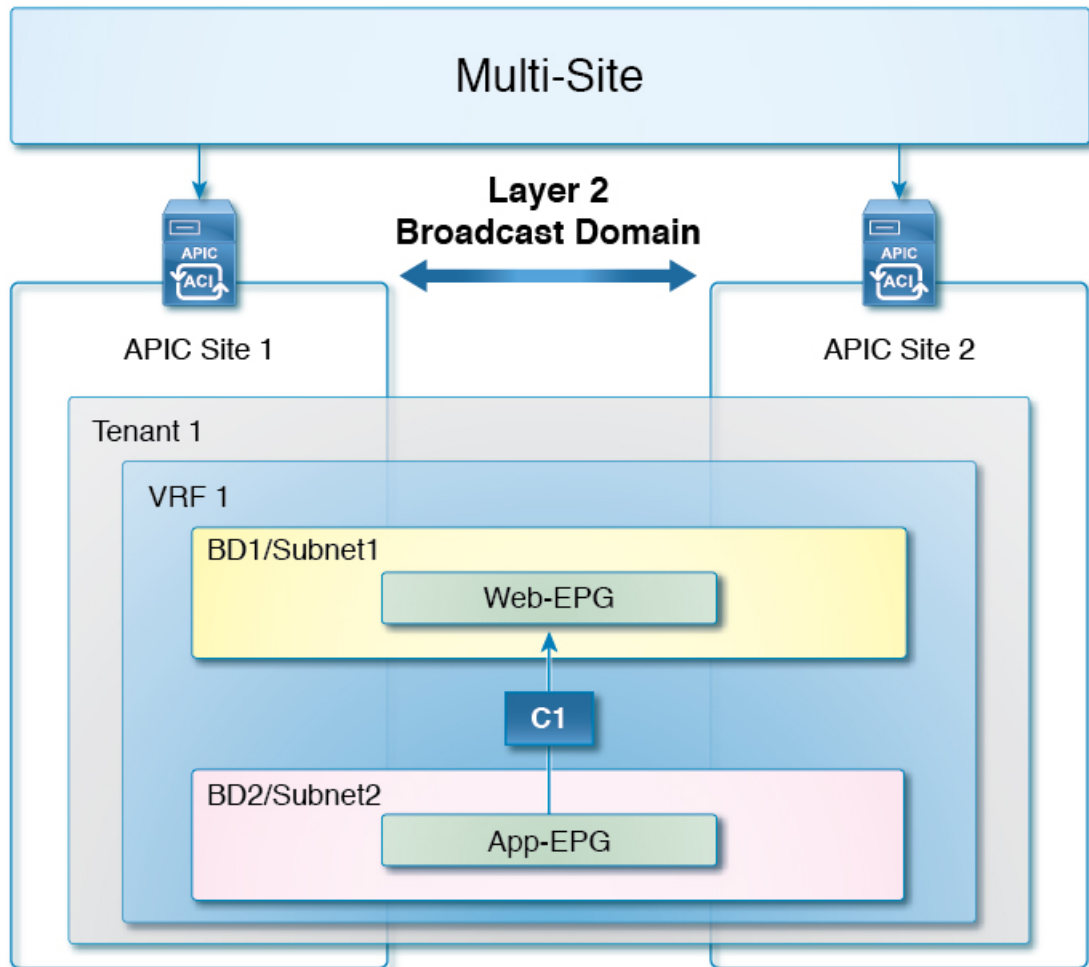 Multi-Site
Layer 2
Broadcast Domain
APIC
ACI
APIC
ACI
APIC Site 1
APIC Site 2
Tenant 1
VRF 1
BD1/Subnet1
Web-EPG
C1
BD2/Subnet2
App-EPG